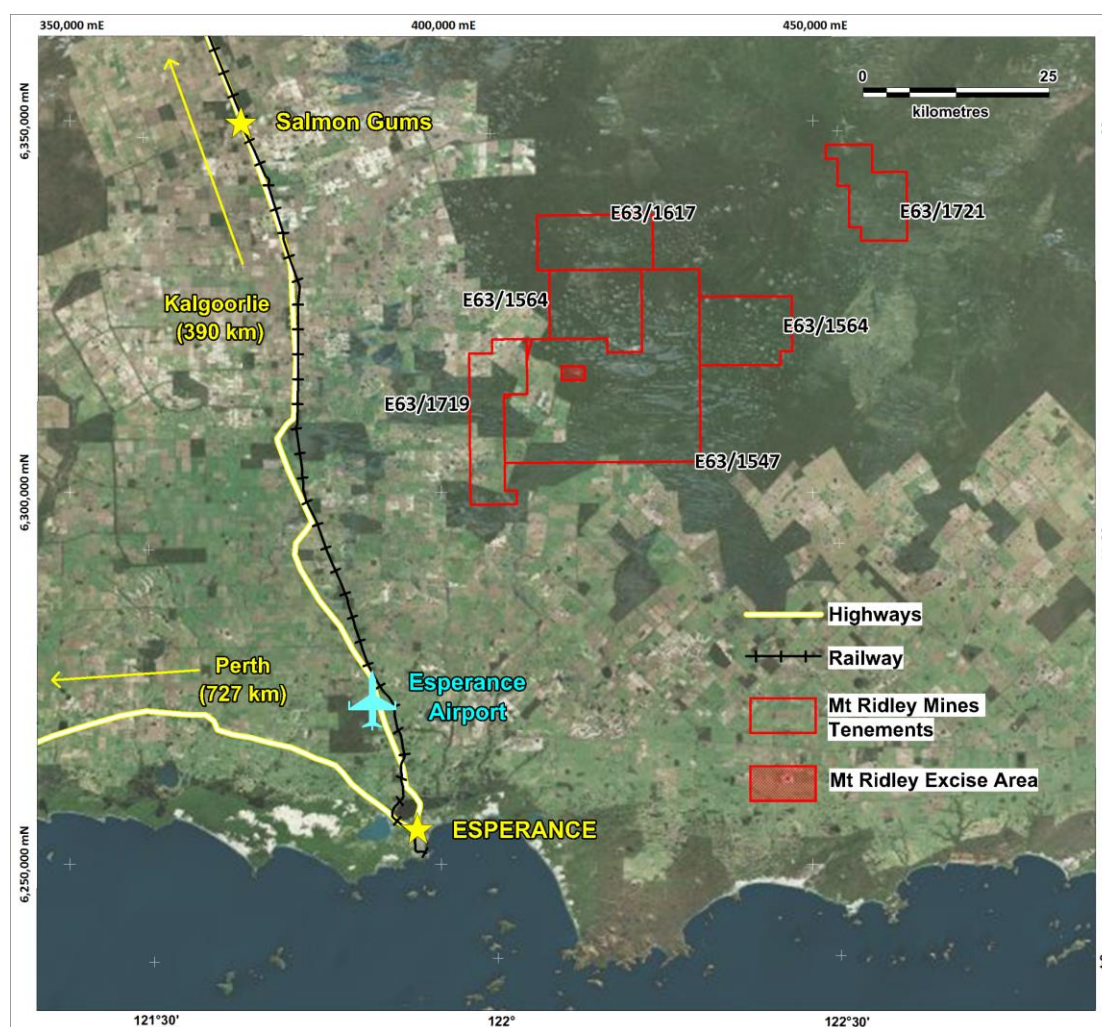 350,000 mE
400,000 mE
450,000 mE
6,350,000 mN
6,300,000 mN
6,250,000 mN
0
25
kilometres
Salmon Gums
E63/1617
E63/1721
Kalgoorlie
(390 km)
E63/1564
E63/1564
E63/1719
E63/1547
Perth
(727 km)
Esperance
Airport
ESPERANCE
Highways
Railway
Mt Ridley Mines
Tenements
Mt Ridley Excise Area
121°30'
122°
122°30'